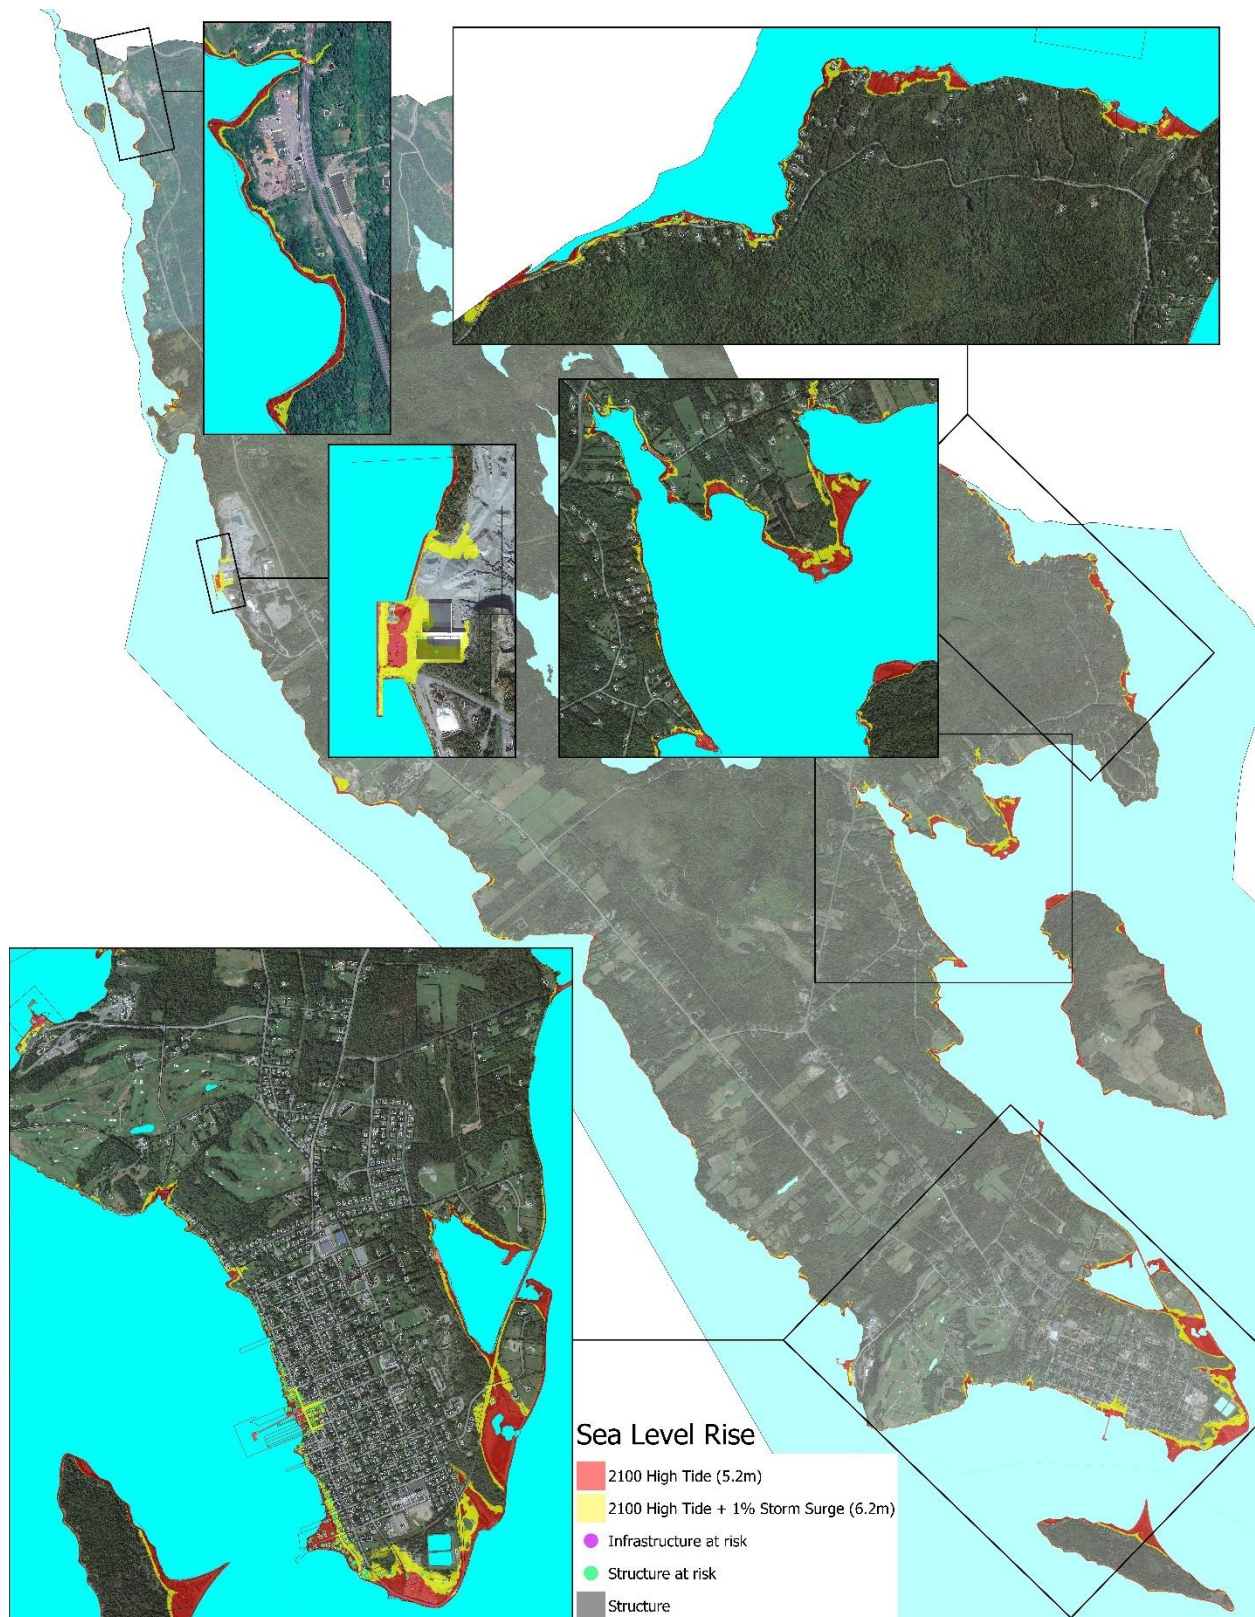 Sea Level Rise
2100 High Tide (5.2m)
2100 High Tide + 1% Storm Surge (6.2m)
Infrastructure at risk
Structure at risk
Structure